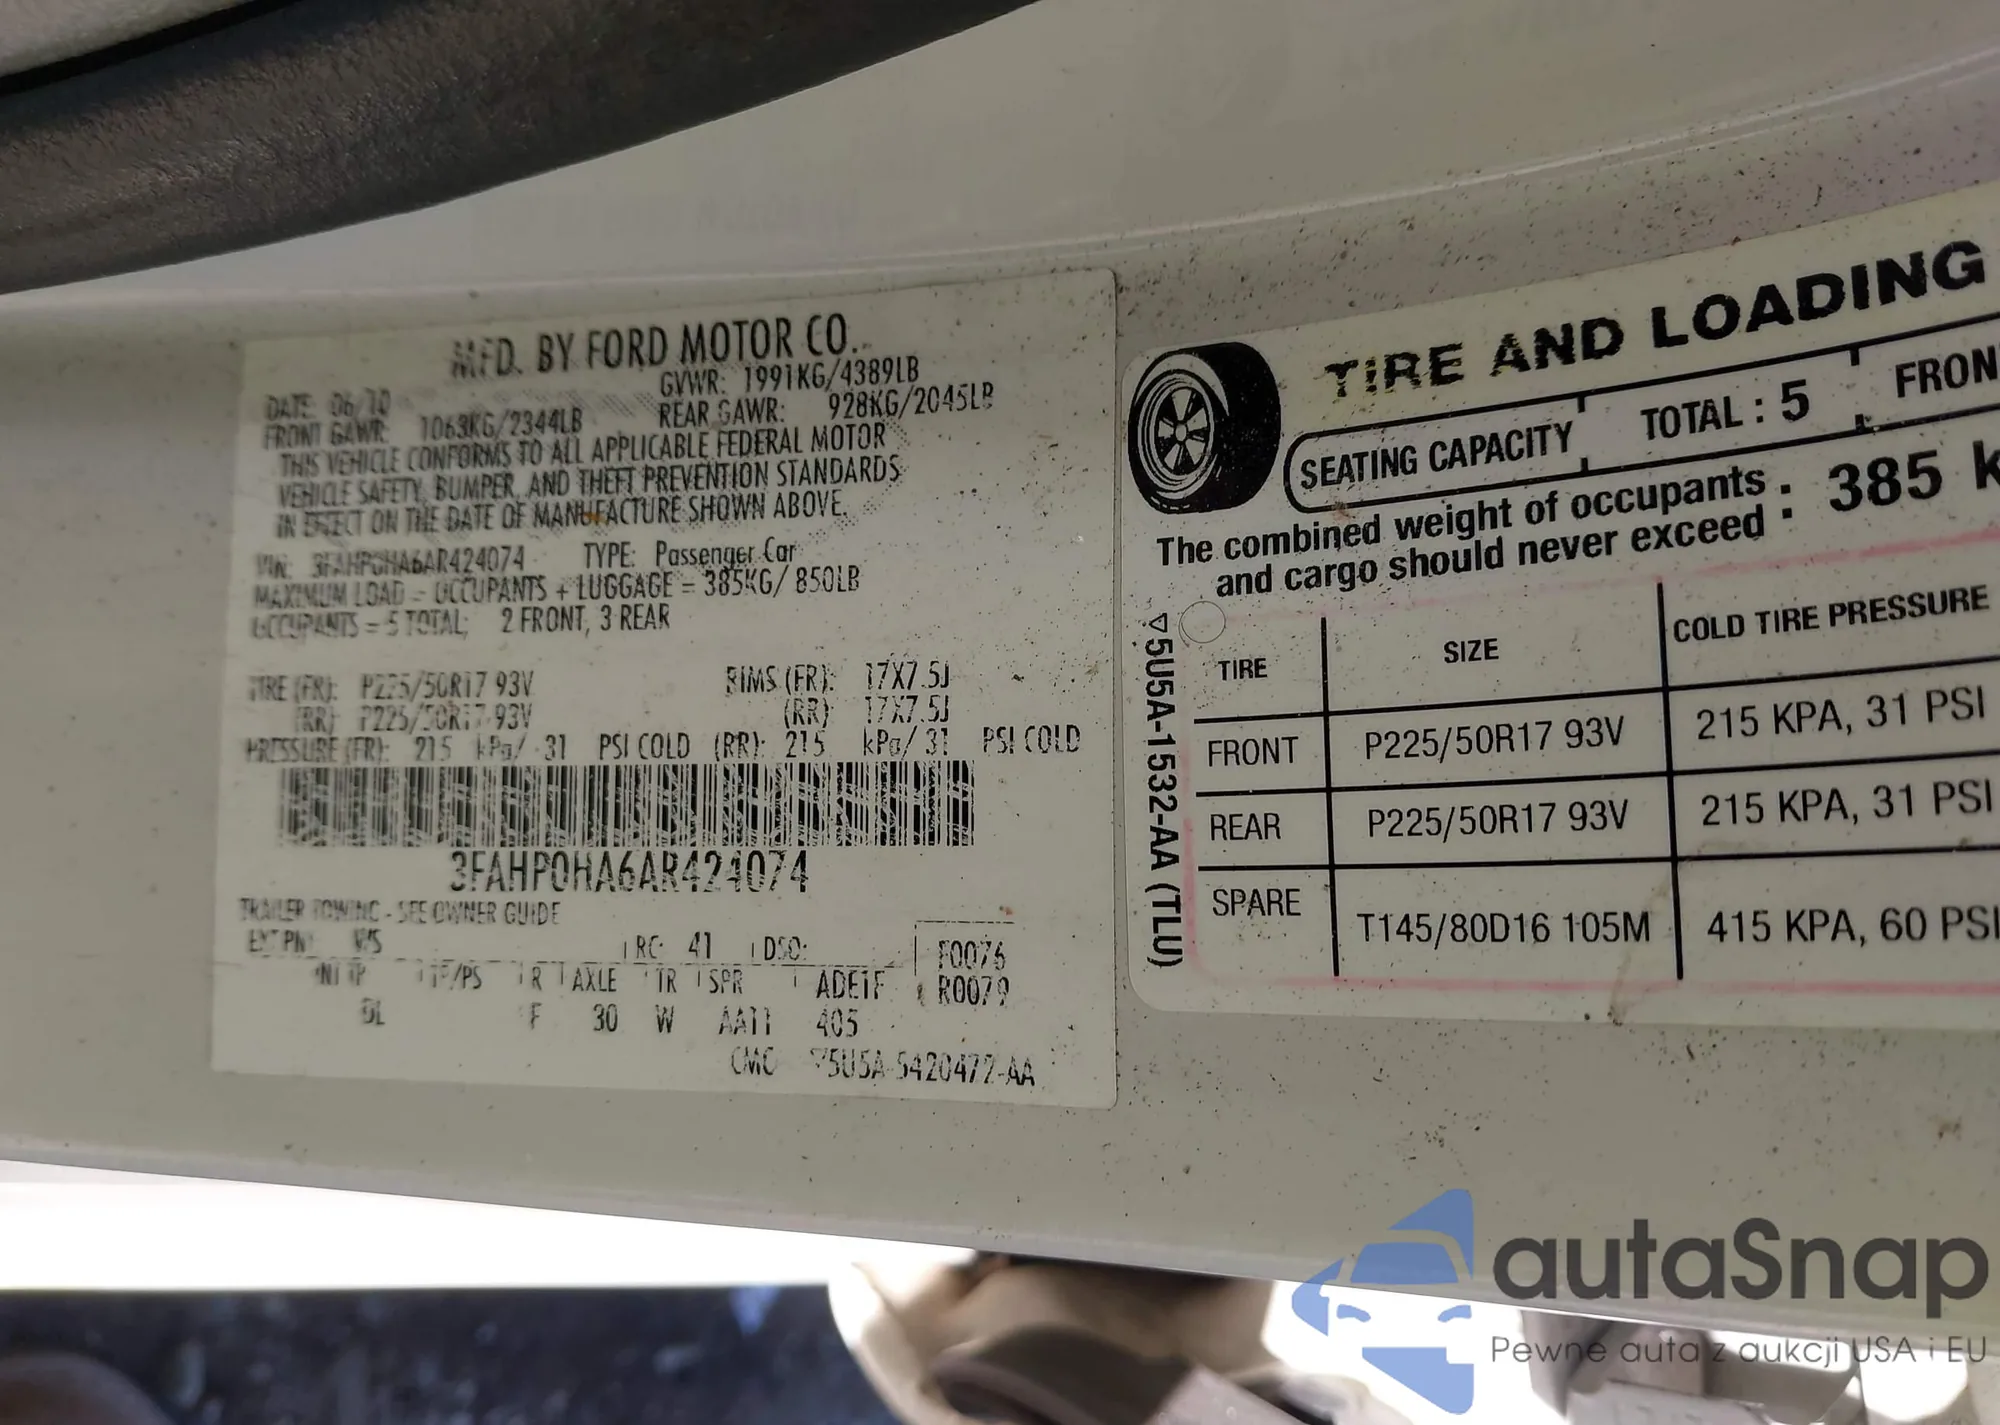 MFD. BY FORD MOTOR CO.
DATE: 06/10 GVWR: 1991KG/4389LB
FRONT GAWR: 1063KG/2344LB REAR GAWR: 928KG/2045LB
THIS VEHICLE CONFORMS TO ALL APPLICABLE FEDERAL MOTOR
VEHICLE SAFETY, BUMPER, AND THEFT PREVENTION STANDARDS
IN EFFECT ON THE DATE OF MANUFACTURE SHOWN ABOVE.
VIN: 3FAHP0HA6AR424074 TYPE: Passenger Car
MAXIMUM LOAD = OCCUPANTS + LUGGAGE = 385KG/ 850LB
OCCUPANTS = 5 TOTAL; 2 FRONT, 3 REAR
TIRE (FR): P225/50R17 93V RIMS (FR): 17X7.5J
(RR) P225/50R17 93V (RR) 17X7.5J
PRESSURE (FR): 215 kPa/ 31 PSI COLD (RR): 215 kPa/ 31 PSI COLD
3FAHP0HA6AR424074
TRAILER TOWING - SEE OWNER GUIDE
EXT PNT RC: 41 DSO: F0076
INT TR TP/PS R AXLE TR SPR ADE1F R0079
F 30 W AA11 405
CMC 5U5A-5420472-AA
TIRE AND LOADING
SEATING CAPACITY TOTAL : 5 FRON
The combined weight of occupants
and cargo should never exceed : 385 k
▽5U5A-1532-AA (TLU)
TIRE SIZE COLD TIRE PRESSURE
FRONT P225/50R17 93V 215 KPA, 31 PSI
REAR P225/50R17 93V 215 KPA, 31 PSI
SPARE T145/80D16 105M 415 KPA, 60 PSI
autaSnap
Pewne auta z aukcji USA i EU